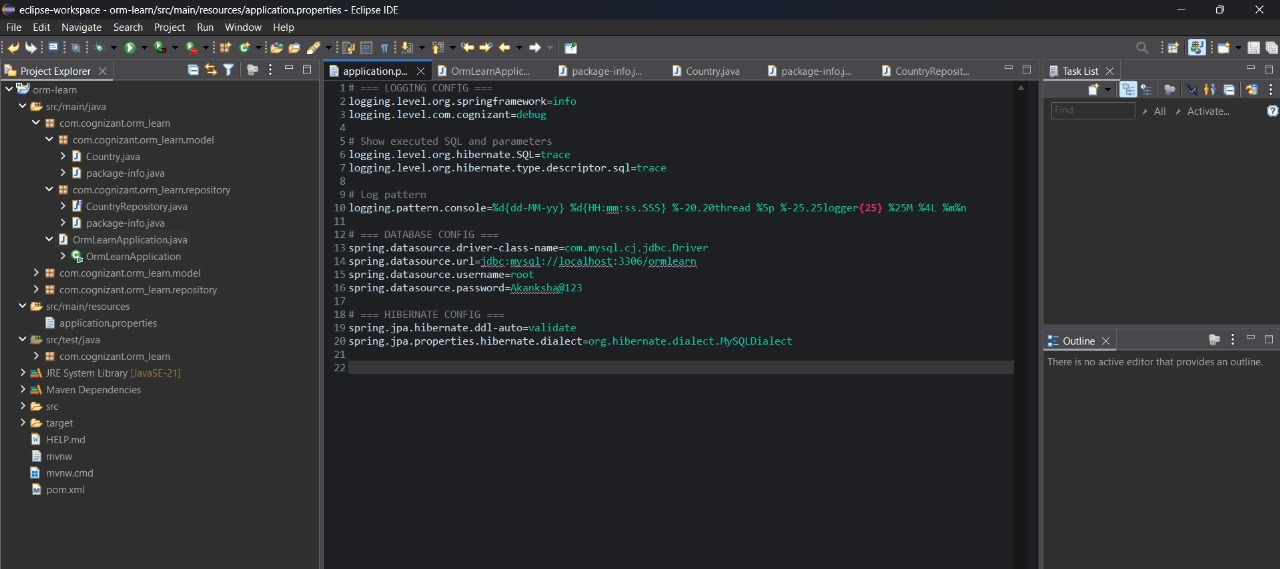 eclipse-workspace - orm-learn/src/main/resources/application.properties - Eclipse IDE
File Edit Navigate Search Project Run Window Help
Project Explorer
orm-learn
src/main/java
com.cognizant.orm_learn
com.cognizant.orm_learn.model
Country.java
package-info.java
com.cognizant.orm_learn.repository
CountryRepository.java
package-info.java
OrmLearnApplication.java
OrmLearnApplication
com.cognizant.orm_learn.model
com.cognizant.orm_learn.repository
src/main/resources
application.properties
src/test/java
com.cognizant.orm_learn
JRE System Library [JavaSE-21]
Maven Dependencies
src
target
HELP.md
mvnw
mvnw.cmd
pom.xml
application.p... OrmLearnApplic... package-info.j... Country.java package-info.j... CountryReposit...
1 # === LOGGING CONFIG ===
2 logging.level.org.springframework=info
3 logging.level.com.cognizant=debug
4
5 # Show executed SQL and parameters
6 logging.level.org.hibernate.SQL=trace
7 logging.level.org.hibernate.type.descriptor.sql=trace
8
9 # Log pattern
10 logging.pattern.console=%d{dd-MM-yy} %d{HH:mm:ss.SSS} %-20.20thread %5p %-25.25logger{25} %25M %4L %m%n
11
12 # === DATABASE CONFIG ===
13 spring.datasource.driver-class-name=com.mysql.cj.jdbc.Driver
14 spring.datasource.url=jdbc:mysql://localhost:3306/ormlearn
15 spring.datasource.username=root
16 spring.datasource.password=Akanksha@123
17
18 # === HIBERNATE CONFIG ===
19 spring.jpa.hibernate.ddl-auto=validate
20 spring.jpa.properties.hibernate.dialect=org.hibernate.dialect.MySQLDialect
21
22
Task List
Find All Activate...
Outline
There is no active editor that provides an outline.